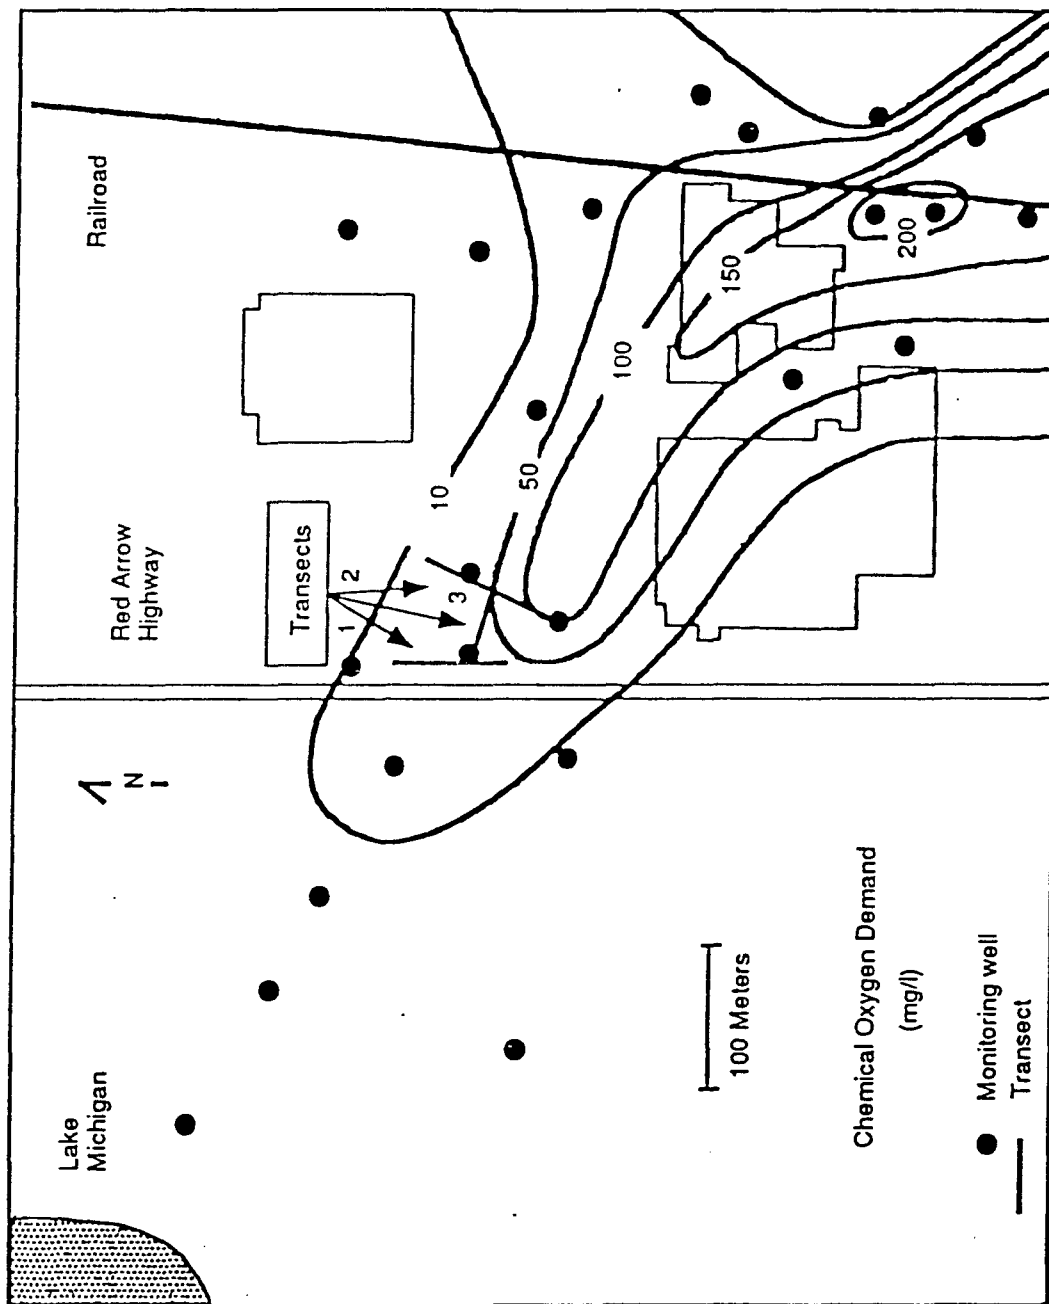 Lake
Michigan
Red Arrow
Highway
Railroad
N
Transects
1
2
3
10
50
100
150
200
100 Meters
Chemical Oxygen Demand
(mg/l)
Monitoring well
Transect